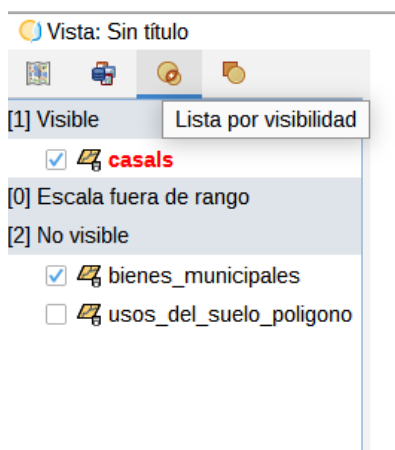 Vista: Sin título
[1] Visible
Lista por visibilidad
casals
[0] Escala fuera de rango
[2] No visible
bienes_municipales
usos_del_suelo_poligono